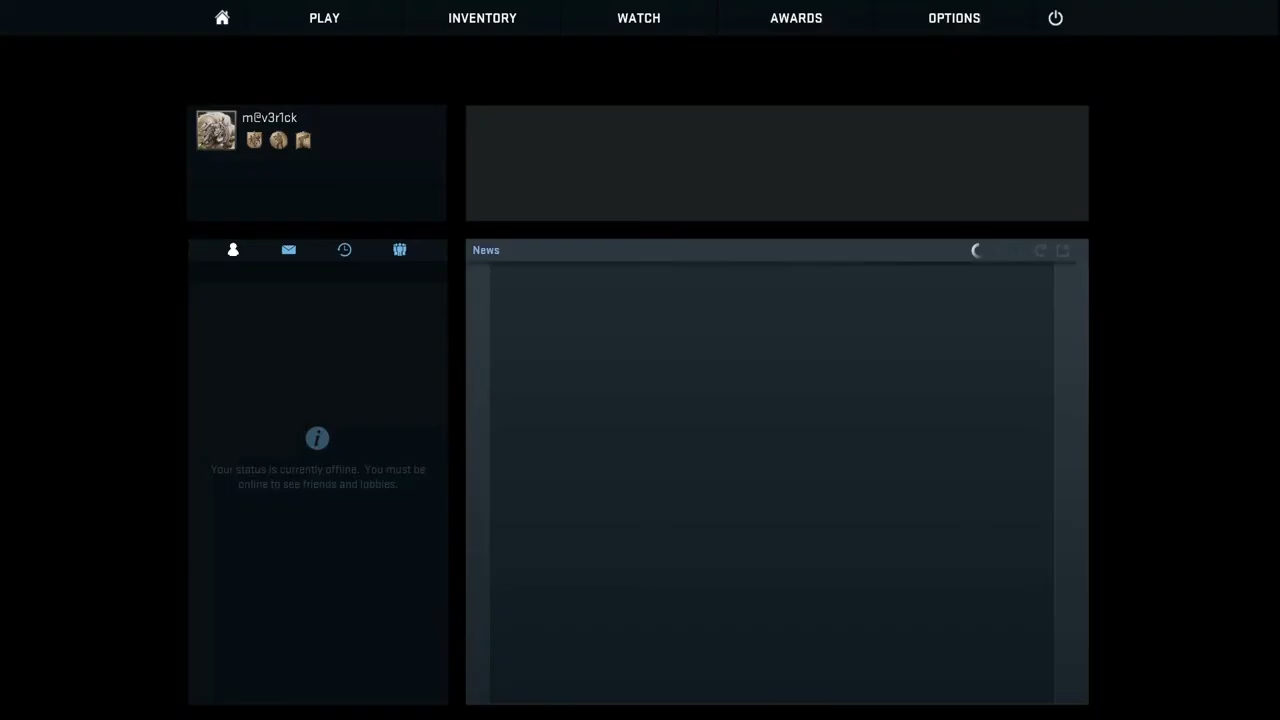 PLAY INVENTORY WATCH AWARDS OPTIONS
m@v3r1ck
News
Your status is currently offline. You must be
online to see friends and lobbies.